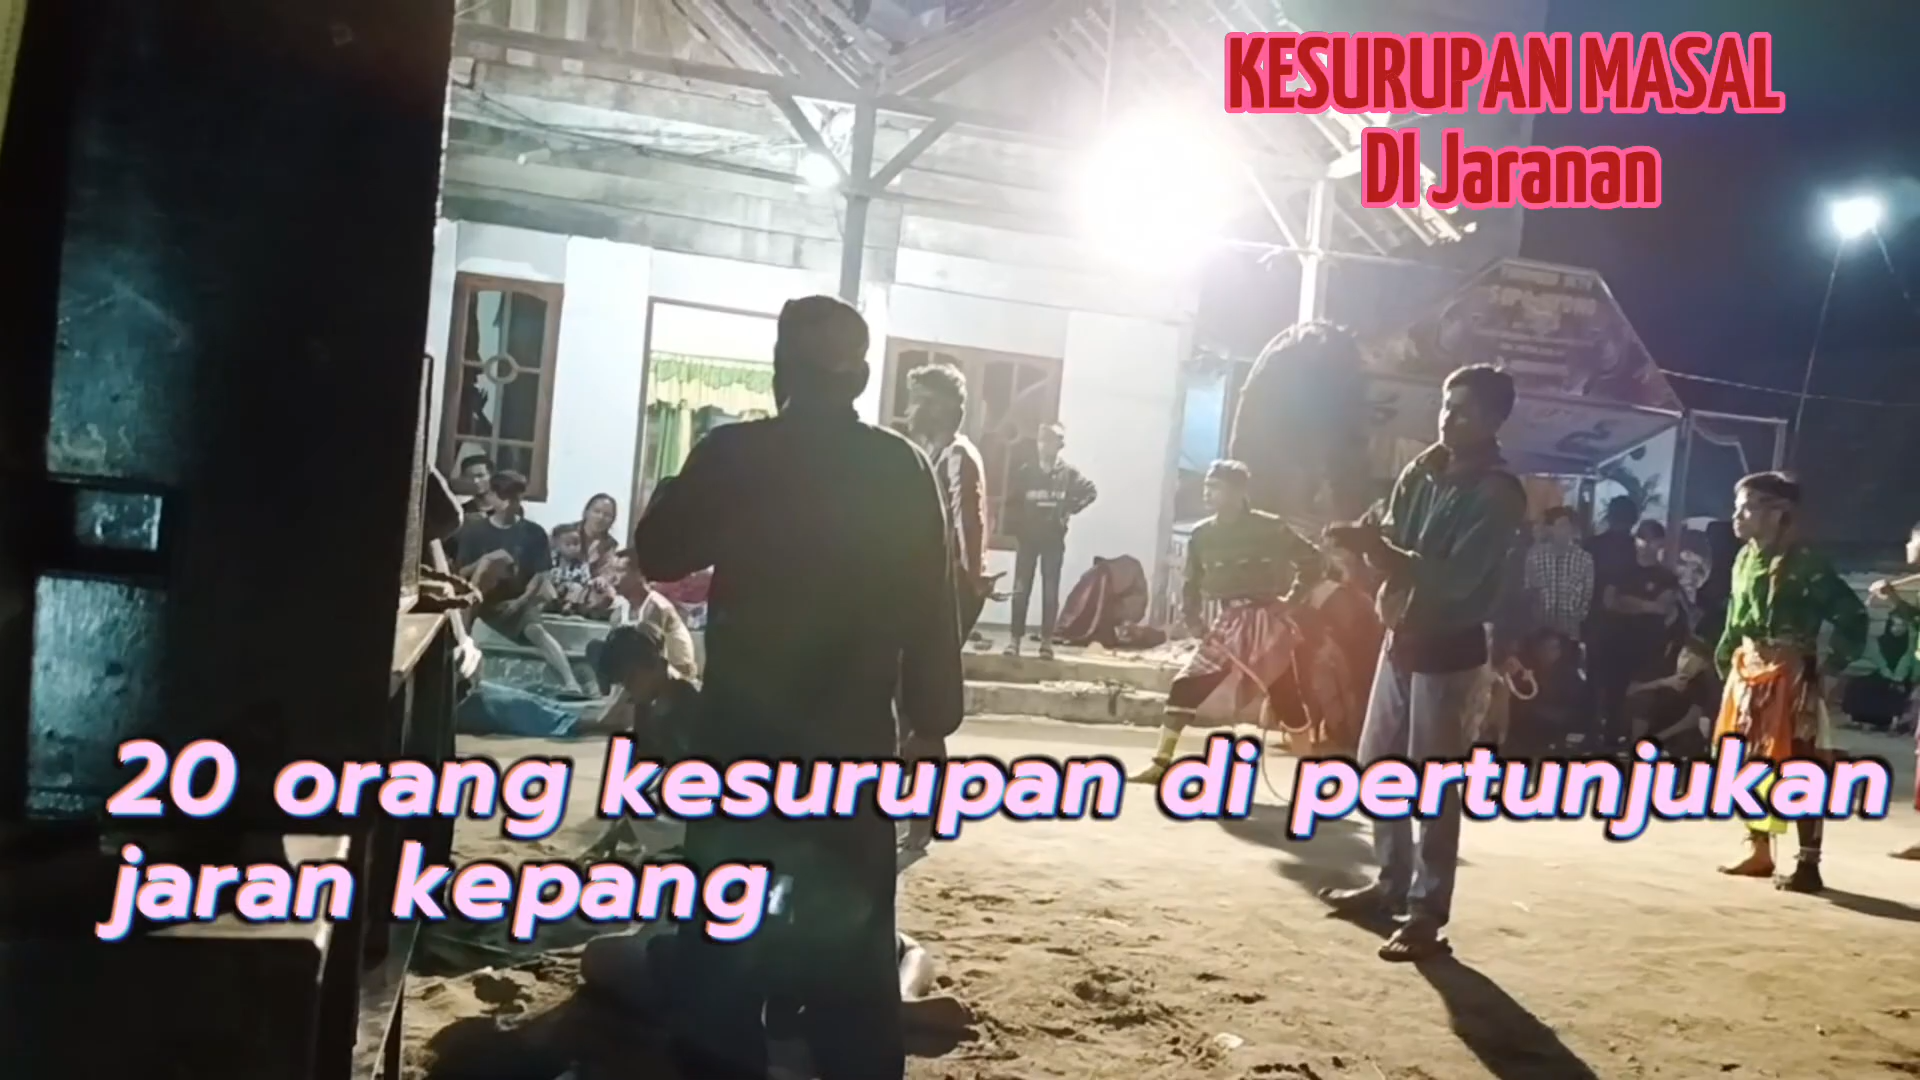 KESURUPAN MASAL
DI Jaranan
20 orang kesurupan di pertunjukan
jaran kepang